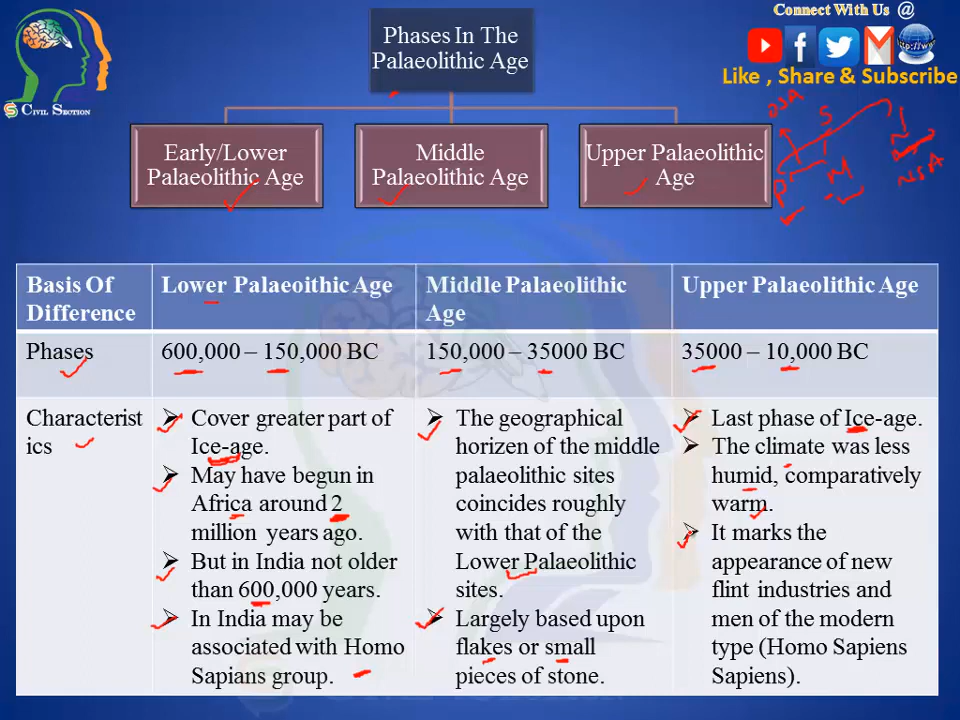 Connect With Us @
Phases In The
Palaeolithic Age
http://ww
Like , Share & Subscribe
CIVIL SECTION
Early/Lower
Palaeolithic Age
Middle
Palaeolithic Age
Upper Palaeolithic
Age
S
P
M
NSA
Basis Of
Difference
Lower Palaeoithic Age
Middle Palaeolithic
Age
Upper Palaeolithic Age
Phases
600,000 – 150,000 BC
150,000 – 35000 BC
35000 – 10,000 BC
Characterist
ics
Cover greater part of
Ice-age.
May have begun in
Africa around 2
million years ago.
But in India not older
than 600,000 years.
In India may be
associated with Homo
Sapians group.
The geographical
horizen of the middle
palaeolithic sites
coincides roughly
with that of the
Lower Palaeolithic
sites.
Largely based upon
flakes or small
pieces of stone.
Last phase of Ice-age.
The climate was less
humid, comparatively
warm.
It marks the
appearance of new
flint industries and
men of the modern
type (Homo Sapiens
Sapiens).